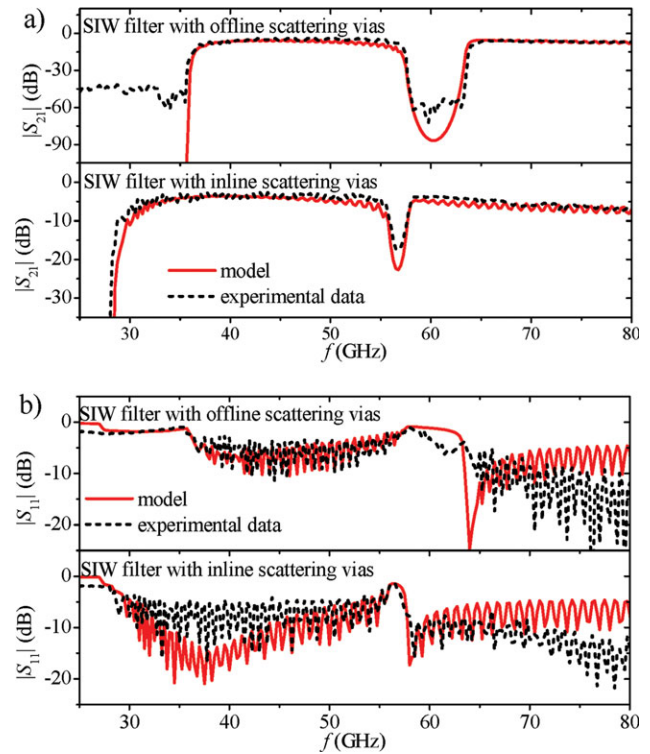 a)
SIW filter with offline scattering vias
0
-30
-60
-90
|S21| (dB)
SIW filter with inline scattering vias
0
-10
-20
-30
|S21| (dB)
model
experimental data
30 40 50 60 70 80
f (GHz)
b)
SIW filter with offline scattering vias
0
-10
-20
|S11| (dB)
model
experimental data
SIW filter with inline scattering vias
0
-10
-20
|S11| (dB)
30 40 50 60 70 80
f (GHz)